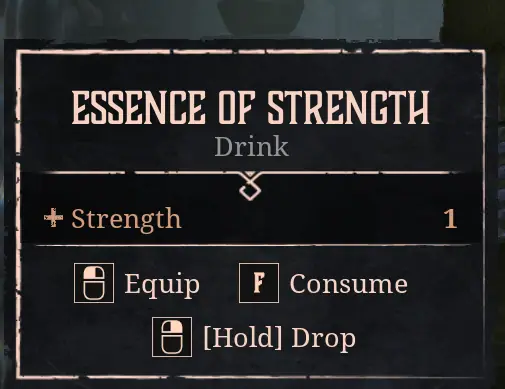 ESSENCE OF STRENGTH
Drink
Strength 1
Equip F Consume
[Hold] Drop